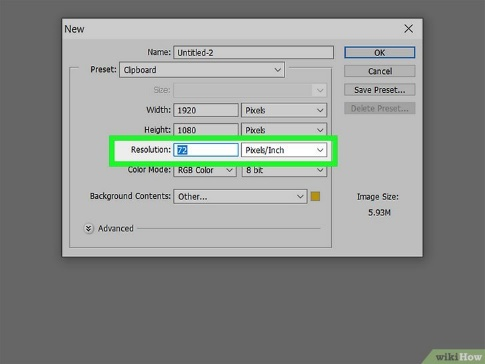 New
Name: Untitled-2
OK
Preset: Clipboard
Cancel
Size:
Save Preset...
Width: 1920 Pixels
Delete Preset...
Height: 1080 Pixels
Resolution: 72 Pixels/Inch
Color Mode: RGB Color 8 bit
Background Contents: Other...
Image Size:
5.93M
Advanced
wikiHow